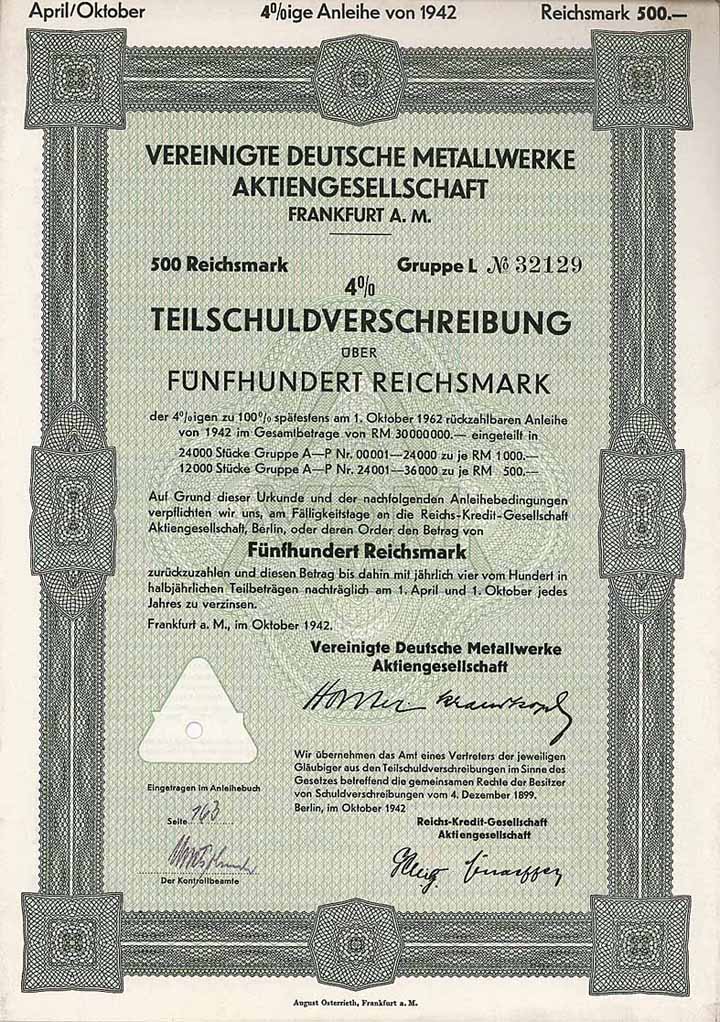 April/Oktober 4%ige Anleihe von 1942 Reichsmark 500.—
VEREINIGTE DEUTSCHE METALLWERKE
AKTIENGESELLSCHAFT
FRANKFURT A. M.
500 Reichsmark Gruppe L № 32129
4%
TEILSCHULDVERSCHREIBUNG
ÜBER
FÜNFHUNDERT REICHSMARK
der 4%igen zu 100% spätestens am 1. Oktober 1962 rückzahlbaren Anleihe
von 1942 im Gesamtbetrage von RM 30000000.— eingeteilt in
24000 Stücke Gruppe A—P Nr. 00001—24000 zu je RM 1000.—
12000 Stücke Gruppe A—P Nr. 24001—36000 zu je RM 500.—
Auf Grund dieser Urkunde und der nachfolgenden Anleihebedingungen
verpflichten wir uns, am Fälligkeitstage an die Reichs-Kredit-Gesellschaft
Aktiengesellschaft, Berlin, oder deren Order den Betrag von
Fünfhundert Reichsmark
zurückzuzahlen und diesen Betrag bis dahin mit jährlich vier vom Hundert in
halbjährlichen Teilbeträgen nachträglich am 1. April und 1. Oktober jedes
Jahres zu verzinsen.
Frankfurt a. M., im Oktober 1942.
Vereinigte Deutsche Metallwerke
Aktiengesellschaft
Wir übernehmen das Amt eines Vertreters der jeweiligen
Gläubiger aus den Teilschuldverschreibungen im Sinne des
Gesetzes betreffend die gemeinsamen Rechte der Besitzer
von Schuldverschreibungen vom 4. Dezember 1899.
Berlin, im Oktober 1942
Reichs-Kredit-Gesellschaft
Aktiengesellschaft
Eingetragen im Anleihebuch
Seite 163
Der Kontrollbeamte
August Osterrieth, Frankfurt a. M.